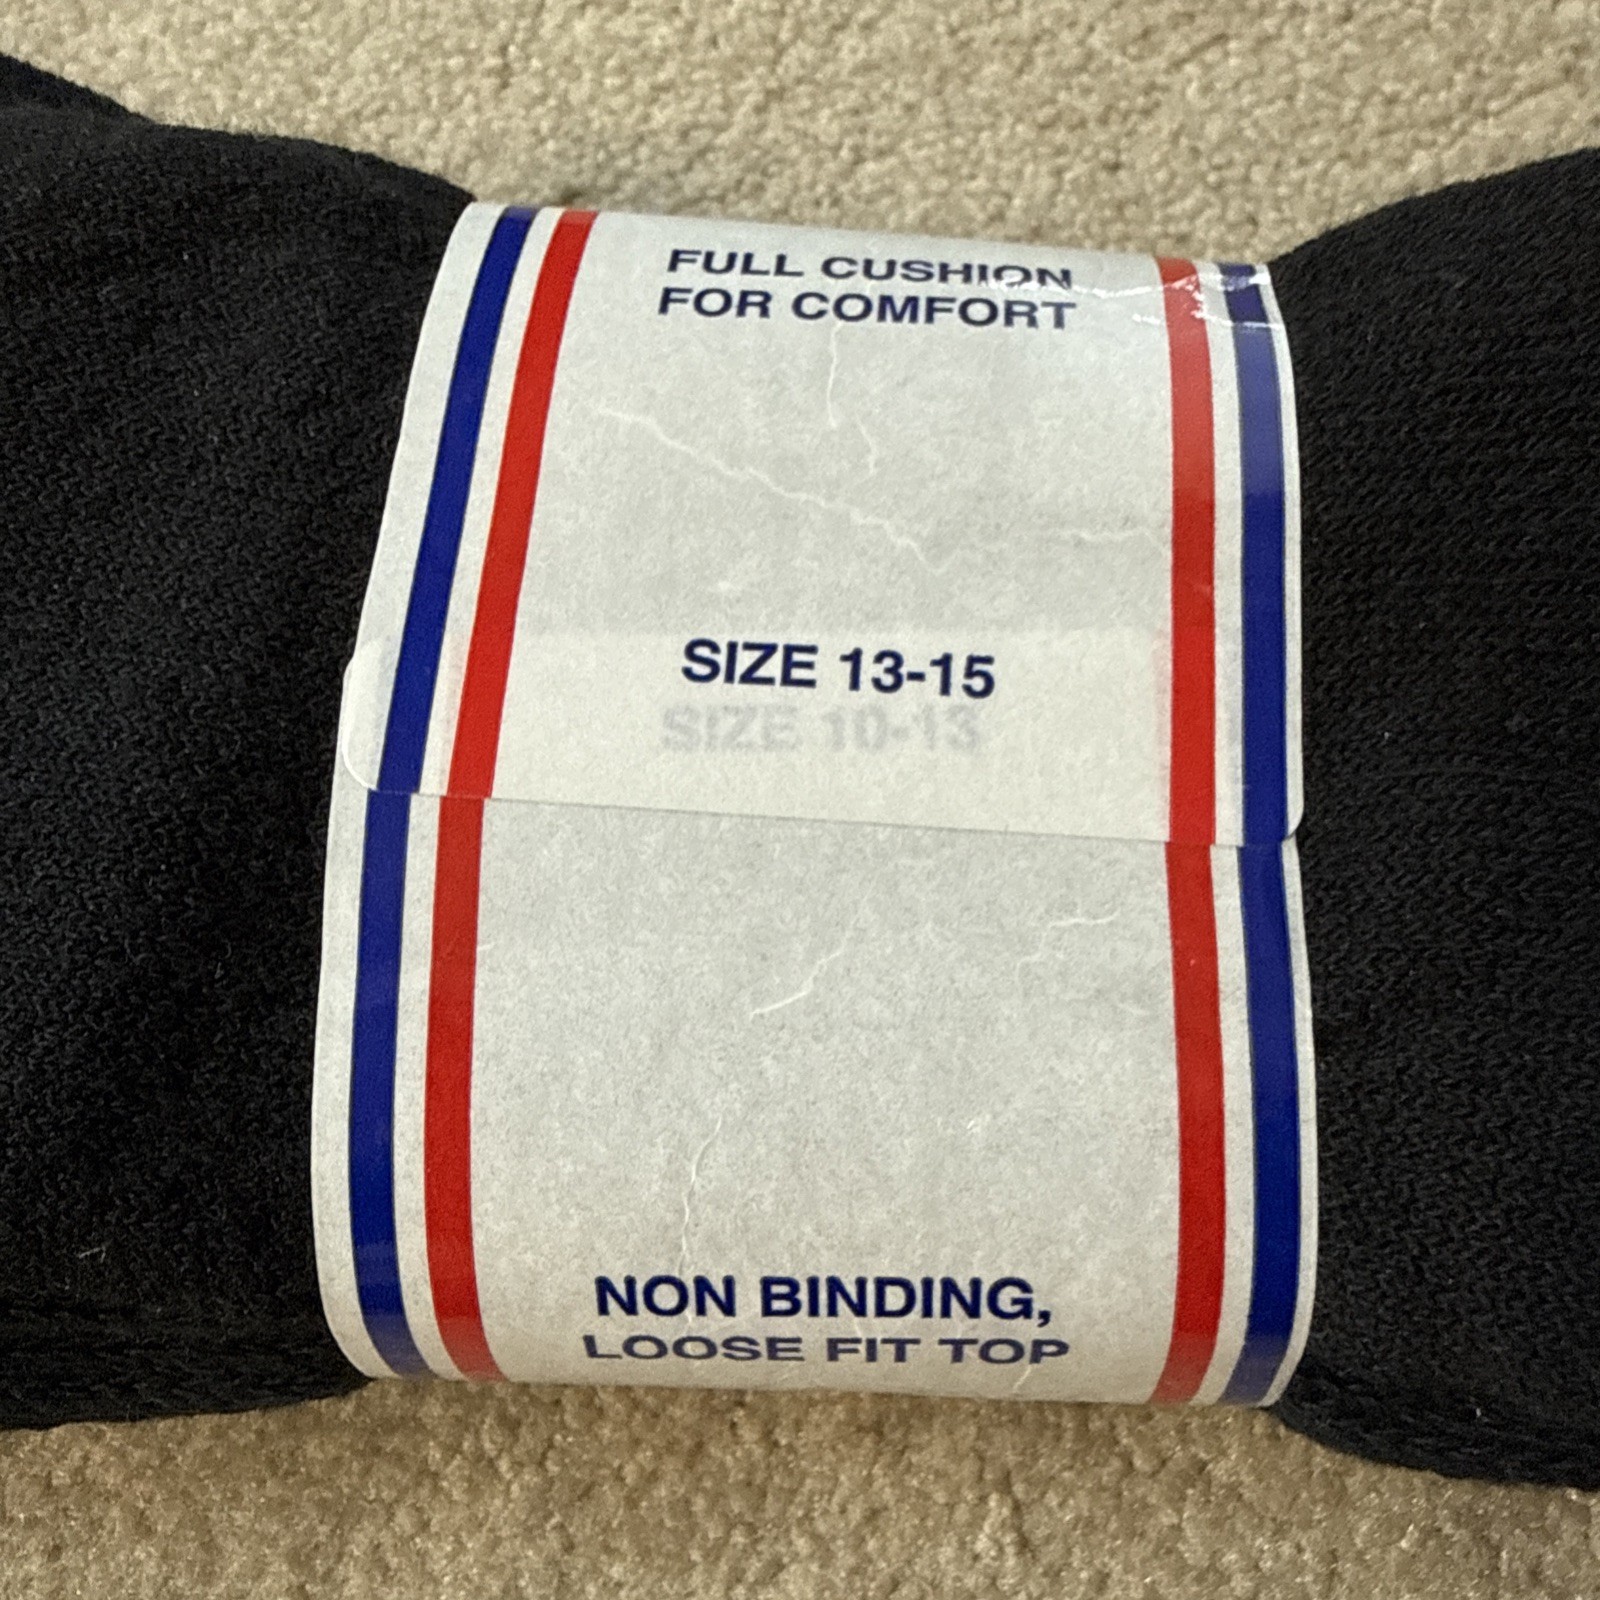 FULL CUSHION
FOR COMFORT
SIZE 13-15
SIZE 10-13
NON BINDING,
LOOSE FIT TOP